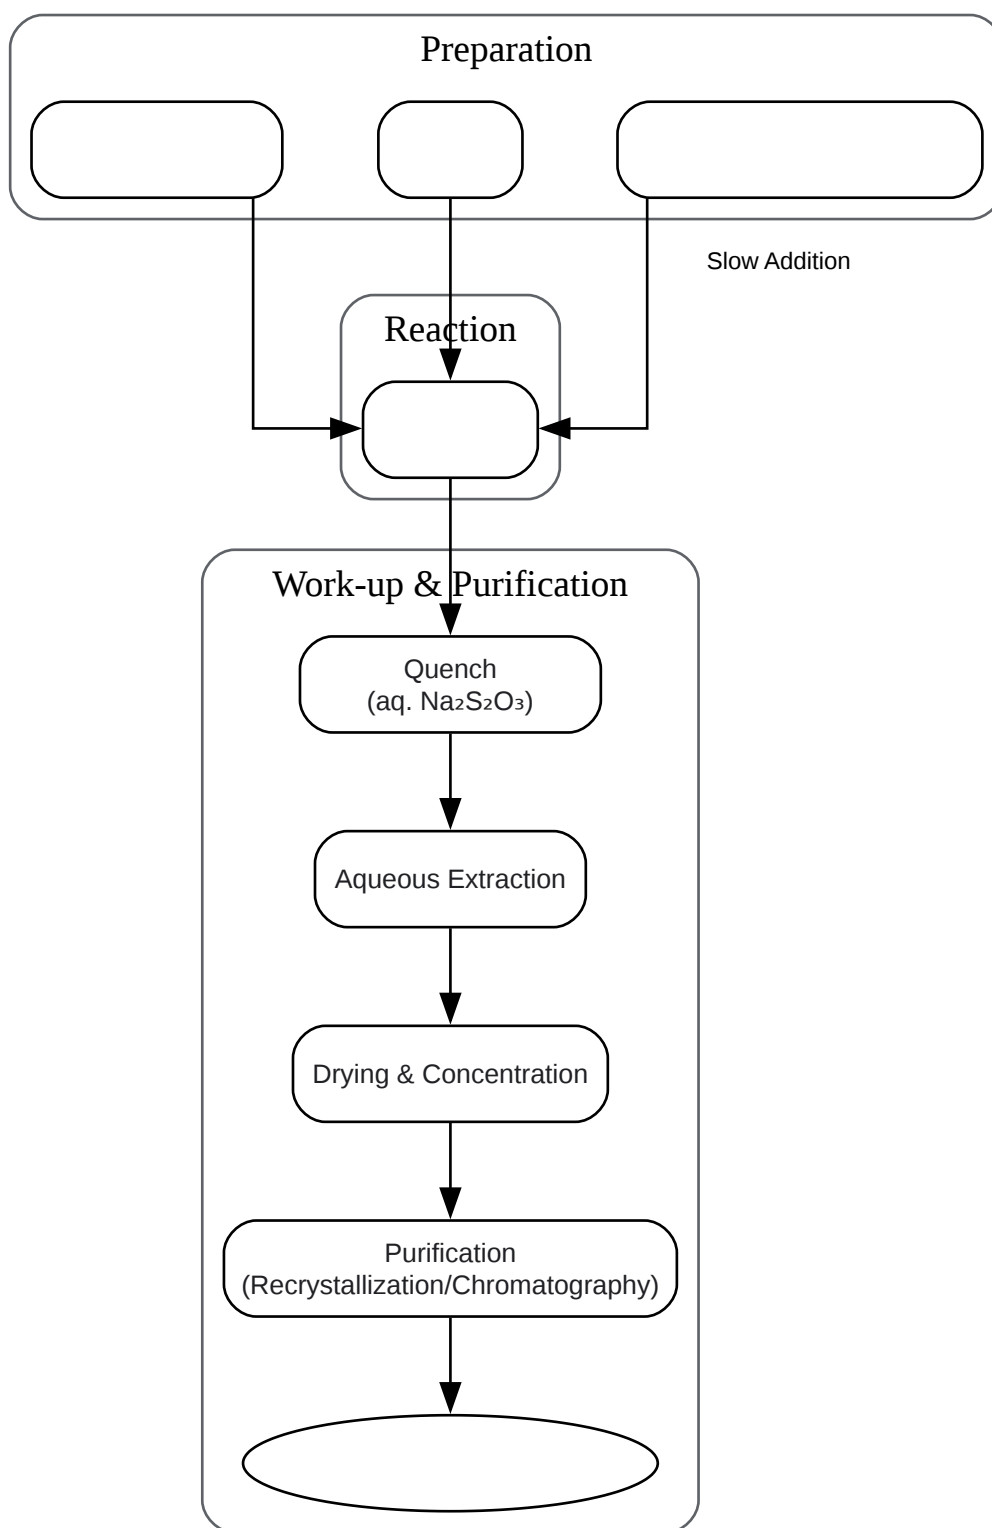 Preparation
Slow Addition
Reaction
Work-up & Purification
Quench
(aq. Na₂S₂O₃)
Aqueous Extraction
Drying & Concentration
Purification
(Recrystallization/Chromatography)